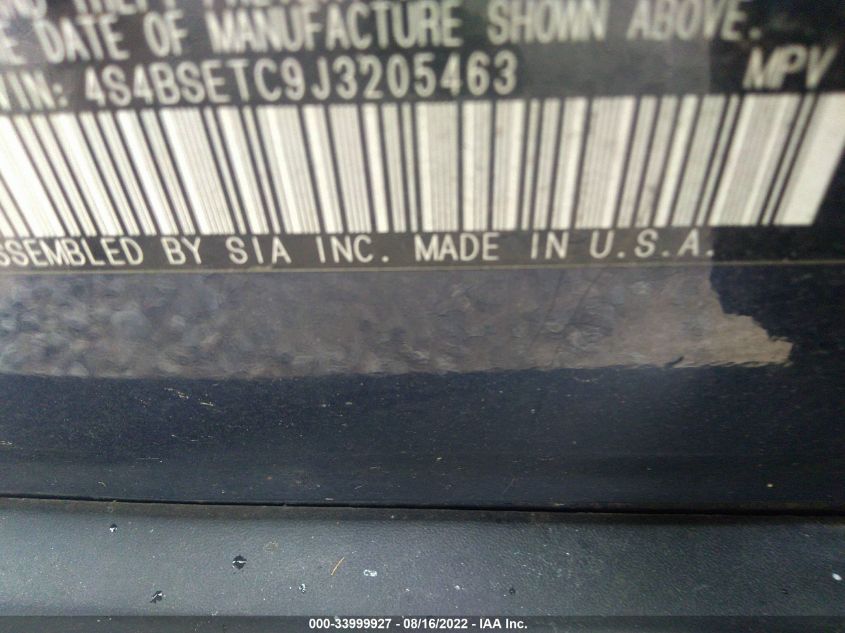 E DATE OF MANUFACTURE SHOWN ABOVE.
VIN: 4S4BSETC9J3205463 MPV
SSEMBLED BY SIA INC. MADE IN U.S.A.
000-33999927 - 08/16/2022 - IAA Inc.